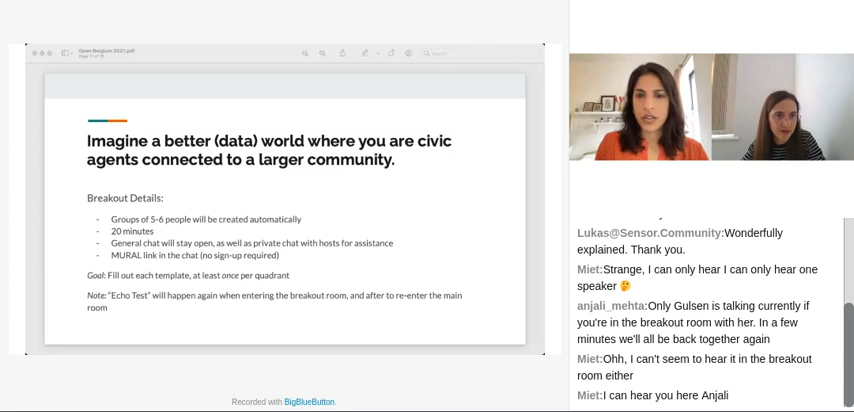 Open Belgium 2021.pdf
Search
Imagine a better (data) world where you are civic
agents connected to a larger community.
Breakout Details:
- Groups of 5-6 people will be created automatically
- 20 minutes
- General chat will stay open, as well as private chat with hosts for assistance
- MURAL link in the chat (no sign-up required)
Goal: Fill out each template, at least once per quadrant
Note: "Echo Test" will happen again when entering the breakout room, and after to re-enter the main
room
Recorded with BigBlueButton.
Lukas@Sensor.Community:Wonderfully
explained. Thank you.
Miet:Strange, I can only hear I can only hear one
speaker 🤔
anjali_mehta:Only Gulsen is talking currently if
you're in the breakout room with her. In a few
minutes we'll all be back together again
Miet:Ohh, I can't seem to hear it in the breakout
room either
Miet:I can hear you here Anjali